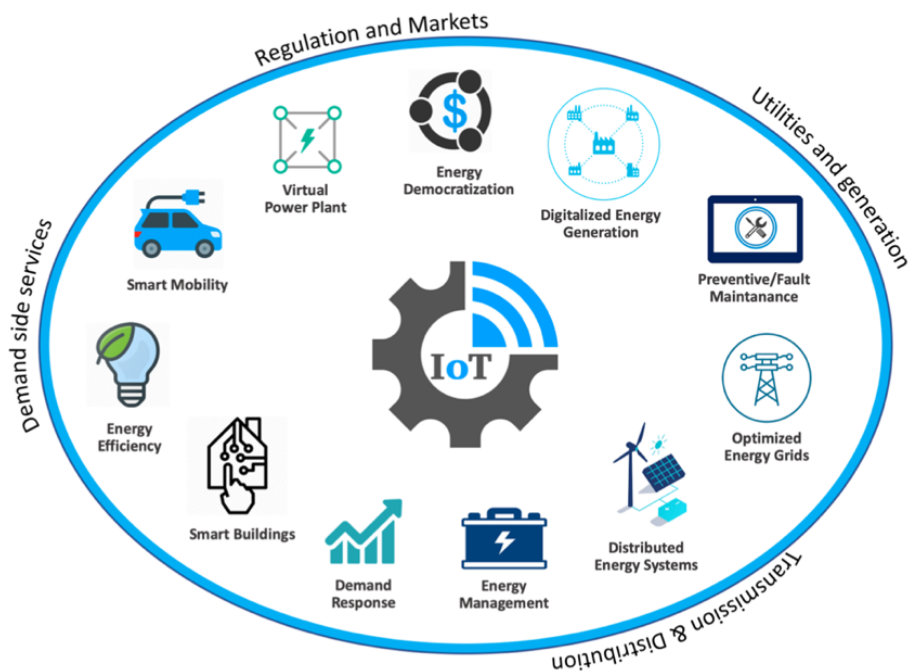 Regulation and Markets
Utilities and generation
Demand side services
Transmission & Distribution
Virtual
Power Plant
Energy
Democratization
Digitalized Energy
Generation
Smart Mobility
Preventive/Fault
Maintanance
IoT
Energy
Efficiency
Optimized
Energy Grids
Smart Buildings
Demand
Response
Energy
Management
Distributed
Energy Systems
$